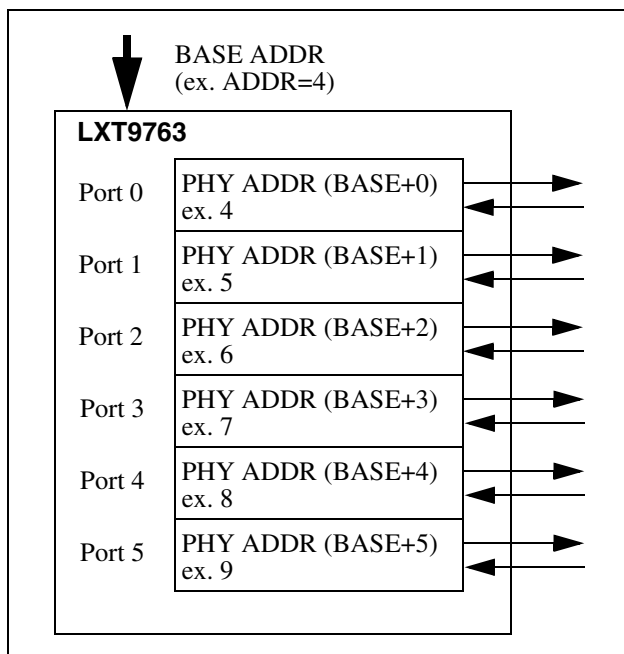 BASE ADDR
(ex. ADDR=4)
LXT9763
Port 0
PHY ADDR (BASE+0)
ex. 4
Port 1
PHY ADDR (BASE+1)
ex. 5
Port 2
PHY ADDR (BASE+2)
ex. 6
Port 3
PHY ADDR (BASE+3)
ex. 7
Port 4
PHY ADDR (BASE+4)
ex. 8
Port 5
PHY ADDR (BASE+5)
ex. 9